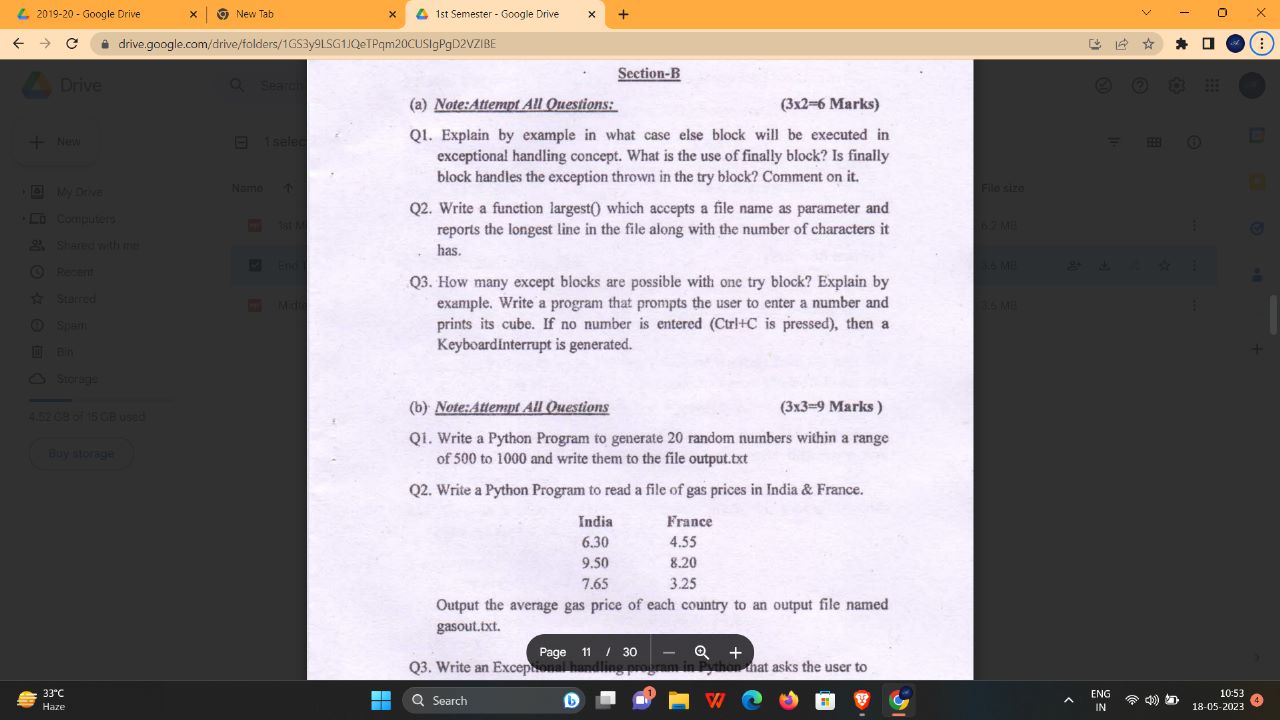 2019-20 - Google Drive
New Tab
1st Semester - Google Drive
drive.google.com/drive/folders/1GS3y9LSG1JQeTPqm20CUSIgPgD2VZIBE
Drive
Search
New
1 selec
My Drive
Computers
Shared with me
Recent
Starred
Spam
Bin
Storage
4.52 GB of 15 GB used
Buy storage
Name
File size
1st M
6.2 MB
End T
3.6 MB
Midte
3.6 MB
Section-B
(a) Note:Attempt All Questions: (3x2=6 Marks)
Q1. Explain by example in what case else block will be executed in
exceptional handling concept. What is the use of finally block? Is finally
block handles the exception thrown in the try block? Comment on it.
Q2. Write a function largest() which accepts a file name as parameter and
reports the longest line in the file along with the number of characters it
has.
Q3. How many except blocks are possible with one try block? Explain by
example. Write a program that prompts the user to enter a number and
prints its cube. If no number is entered (Ctrl+C is pressed), then a
KeyboardInterrupt is generated.
(b) Note:Attempt All Questions (3x3=9 Marks )
Q1. Write a Python Program to generate 20 random numbers within a range
of 500 to 1000 and write them to the file output.txt
Q2. Write a Python Program to read a file of gas prices in India & France.
India France
6.30 4.55
9.50 8.20
7.65 3.25
Output the average gas price of each country to an output file named
gasout.txt.
Q3. Write an Exceptional handling program in Python that asks the user to
Page 11 / 30
33°C
Haze
Search
1
ENG
IN
10:53
18-05-2023
4